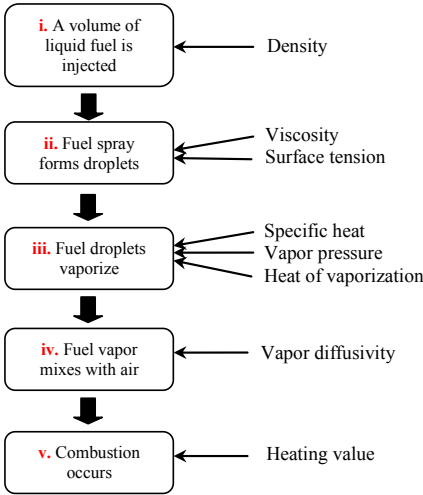 i. A volume of
liquid fuel is
injected
Density
ii. Fuel spray
forms droplets
Viscosity
Surface tension
iii. Fuel droplets
vaporize
Specific heat
Vapor pressure
Heat of vaporization
iv. Fuel vapor
mixes with air
Vapor diffusivity
v. Combustion
occurs
Heating value